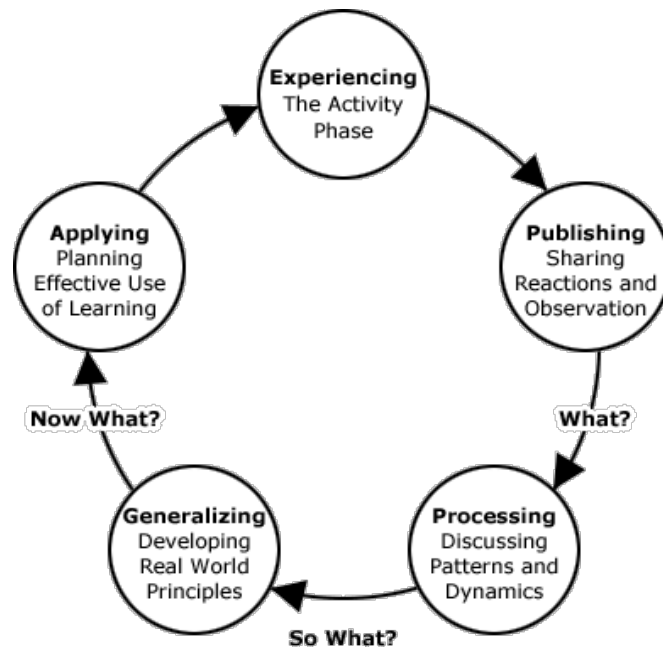 Experiencing
The Activity
Phase
Publishing
Sharing
Reactions and
Observation
What?
Processing
Discussing
Patterns and
Dynamics
So What?
Generalizing
Developing
Real World
Principles
Now What?
Applying
Planning
Effective Use
of Learning